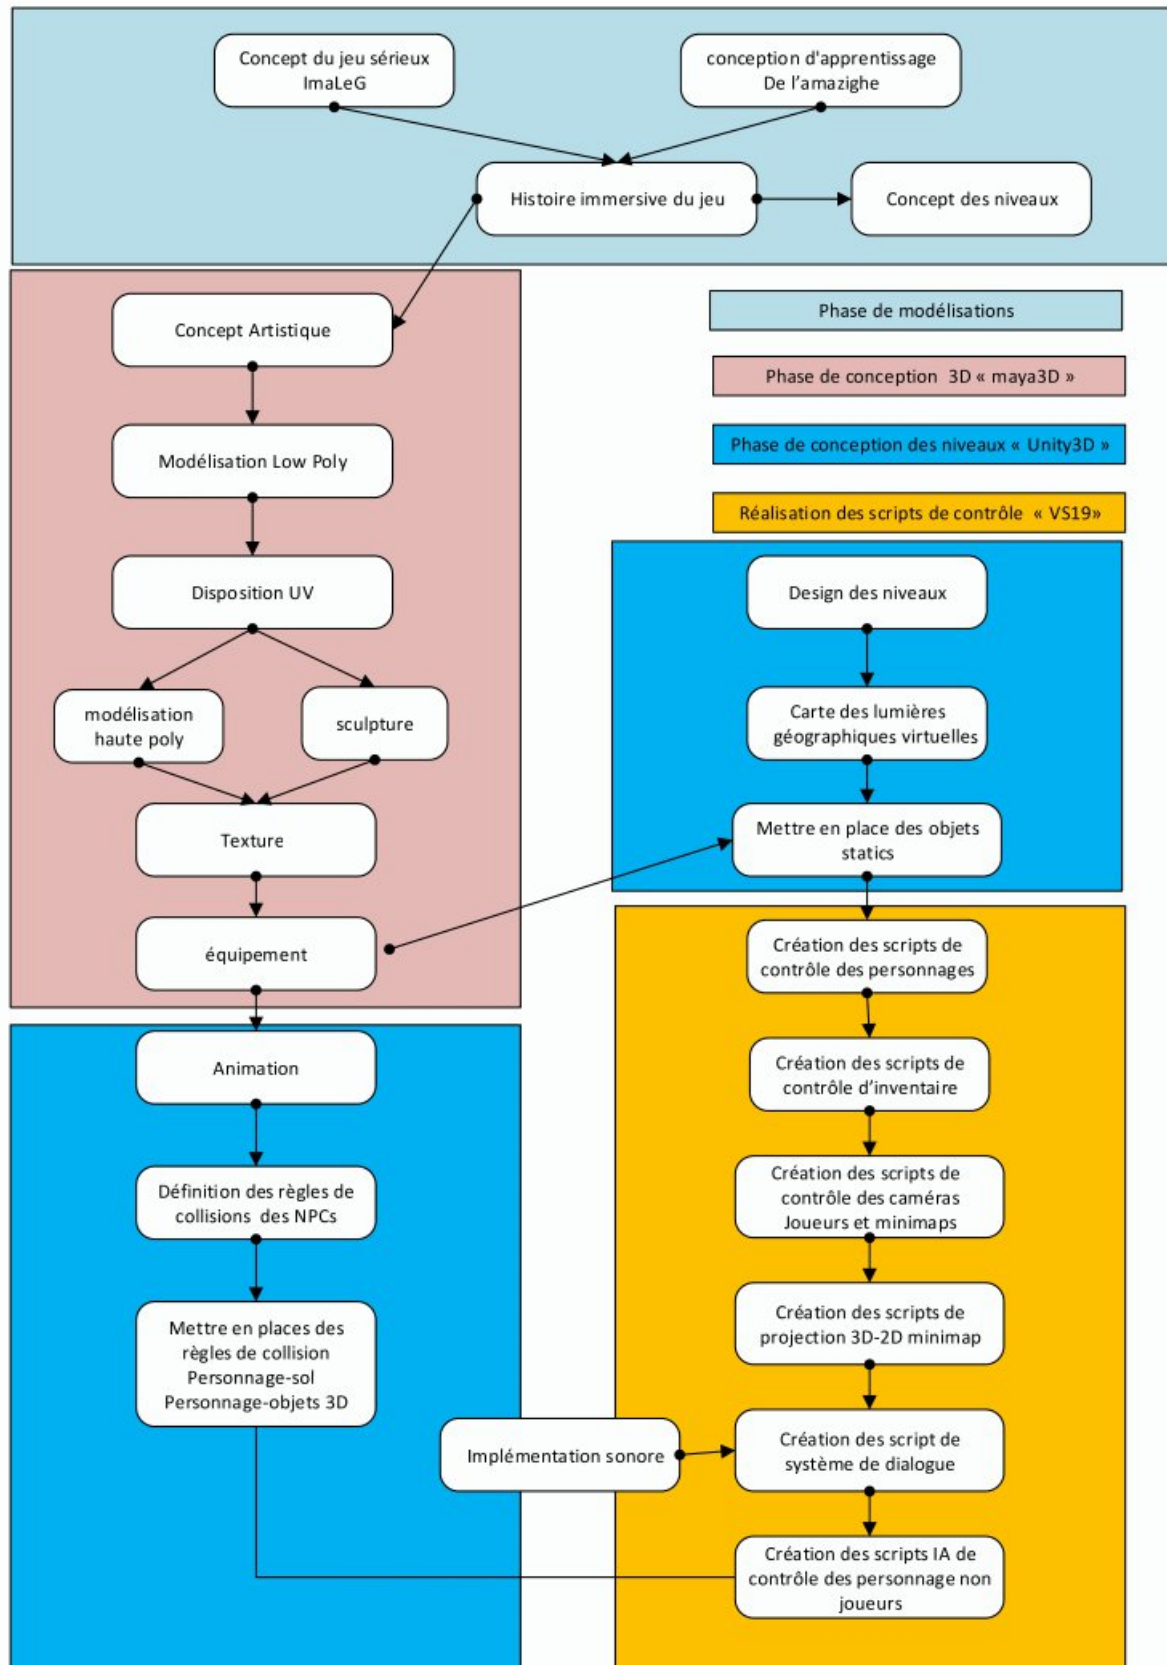 Concept du jeu sérieux
ImaLeG
conception d'apprentissage
De l'amazighe
Histoire immersive du jeu
Concept des niveaux
Concept Artistique
Modélisation Low Poly
Disposition UV
modélisation
haute poly
sculpture
Texture
équipement
Animation
Définition des règles de
collisions des NPCs
Mettre en places des
règles de collision
Personnage-sol
Personnage-objets 3D
Phase de modélisations
Phase de conception 3D « maya3D »
Phase de conception des niveaux « Unity3D »
Réalisation des scripts de contrôle « VS19»
Design des niveaux
Carte des lumières
géographiques virtuelles
Mettre en place des objets
statics
Création des scripts de
contrôle des personnages
Création des scripts de
contrôle d'inventaire
Création des scripts de
contrôle des caméras
Joueurs et minimaps
Création des scripts de
projection 3D-2D minimap
Implémentation sonore
Création des script de
système de dialogue
Création des scripts IA de
contrôle des personnage non
joueurs